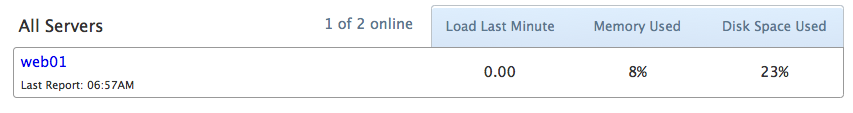 All Servers 1 of 2 online Load Last Minute Memory Used Disk Space Used
web01 0.00 8% 23%
Last Report: 06:57AM